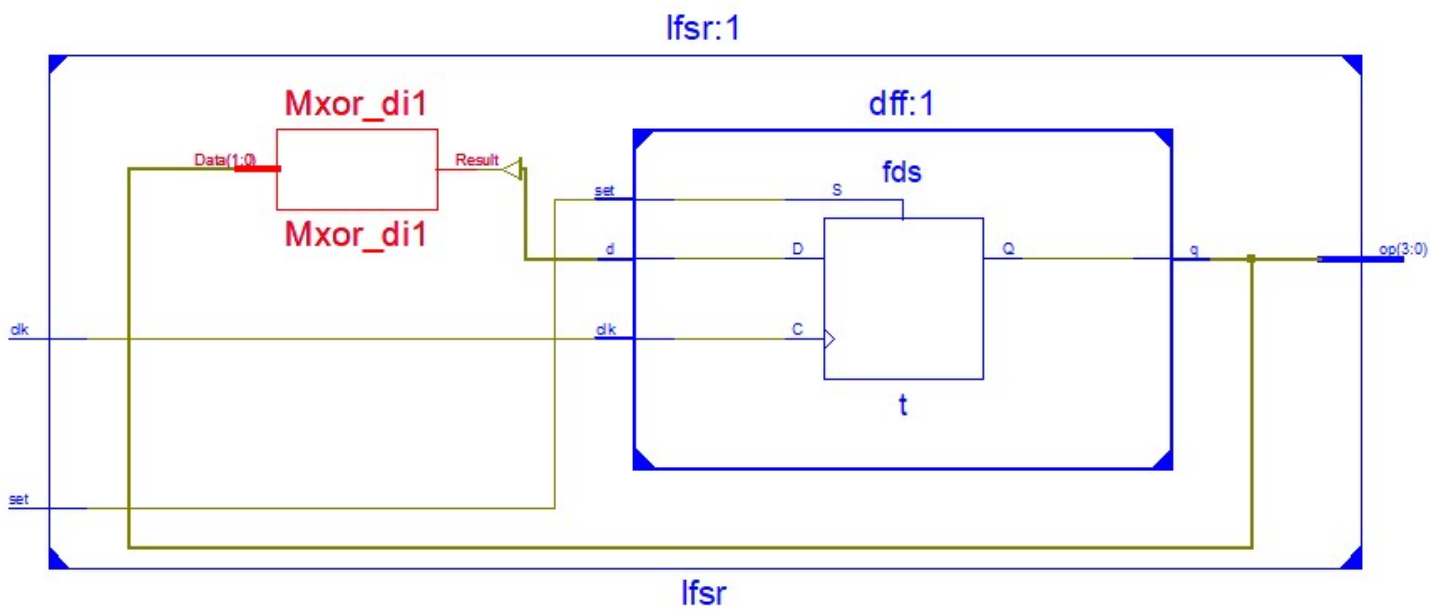 lfsr:1
Mxor_di1
dff:1
Data(1:0)
Result
fds
set
S
Mxor_di1
d
D
Q
q
op(3:0)
clk
clk
C
t
set
lfsr